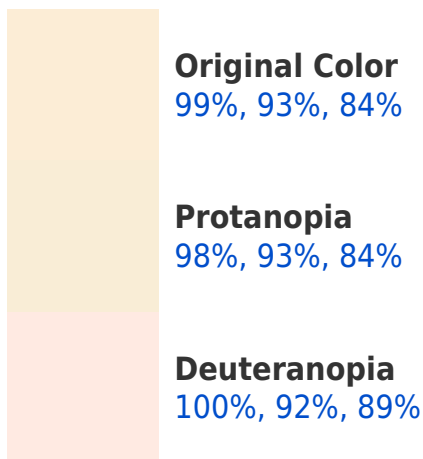 Original Color
99%, 93%, 84%
Protanopia
98%, 93%, 84%
Deuteranopia
100%, 92%, 89%